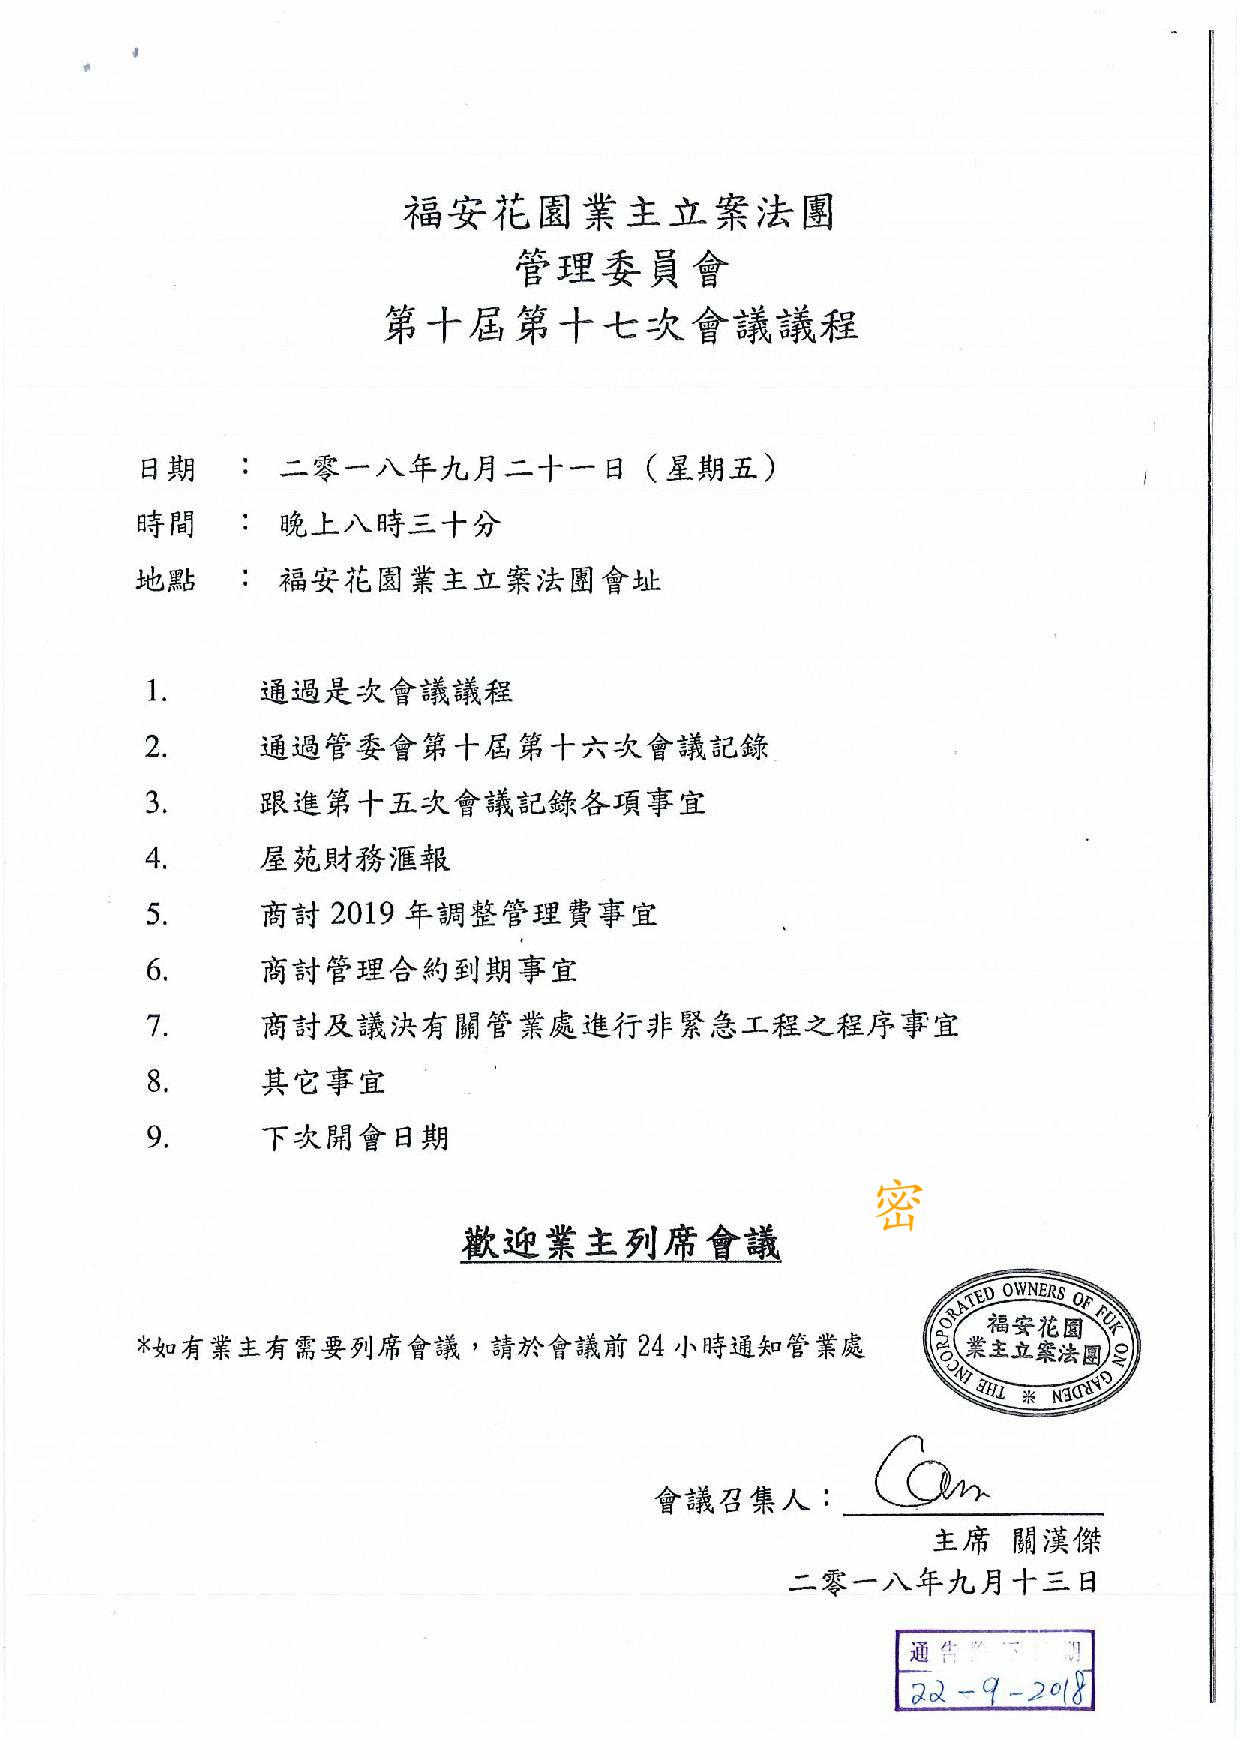 福安花園業主立案法團
管理委員會
第十屆第十七次會議議程
日期 : 二零一八年九月二十一日（星期五）
時間 : 晚上八時三十分
地點 : 福安花園業主立案法團會址
1. 通過是次會議議程
2. 通過管委會第十屆第十六次會議記錄
3. 跟進第十五次會議記錄各項事宜
4. 屋苑財務滙報
5. 商討 2019 年調整管理費事宜
6. 商討管理合約到期事宜
7. 商討及議決有關管業處進行非緊急工程之程序事宜
8. 其它事宜
9. 下次開會日期
密
歡迎業主列席會議
*如有業主有需要列席會議，請於會議前 24 小時通知管業處
THE INCORPORATED OWNERS OF FUK ON GARDEN
福安花園
業主立案法團
會議召集人：
主席 關漢傑
二零一八年九月十三日
通告 期
22-9-2018